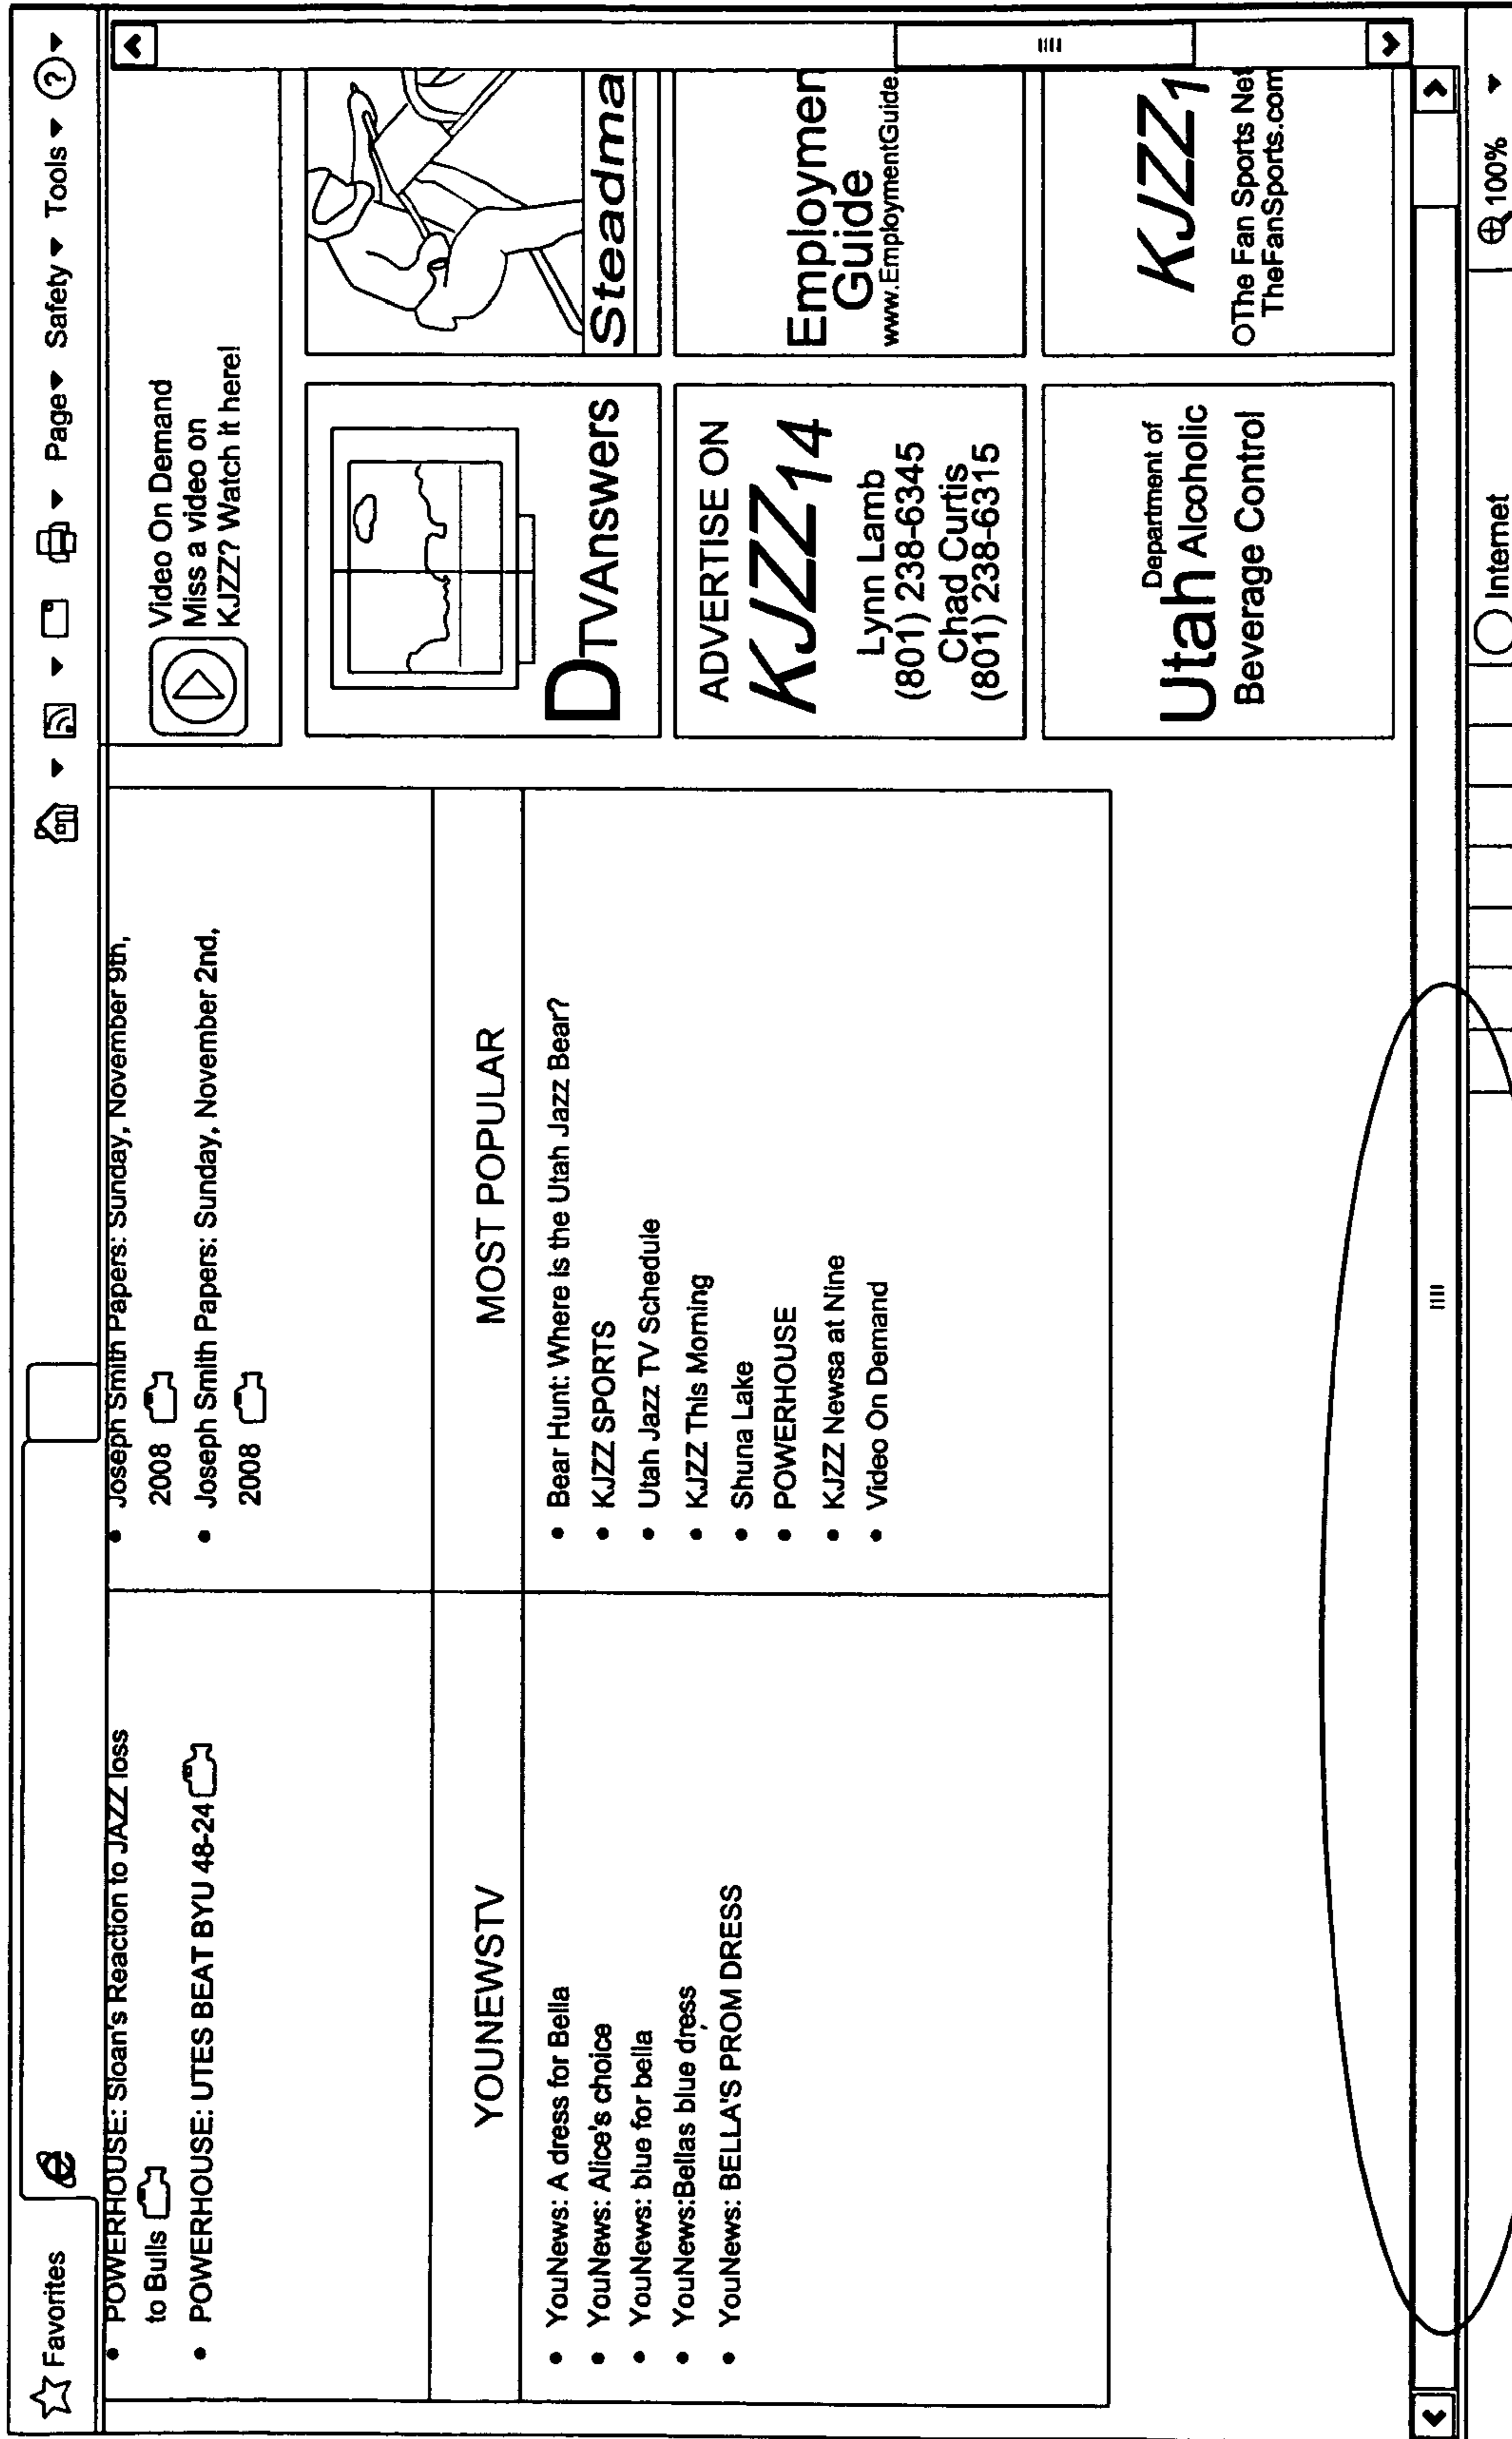 Favorites
Page Safety Tools ?
• POWERHOUSE: Sloan's Reaction to JAZZ loss
to Bulls
• POWERHOUSE: UTES BEAT BYU 48-24
• Joseph Smith Papers: Sunday, November 9th,
2008
• Joseph Smith Papers: Sunday, November 2nd,
2008
YOUNEWSTV
• YouNews: A dress for Bella
• YouNews: Alice's choice
• YouNews: blue for bella
• YouNews:Bellas blue dress
• YouNews: BELLA'S PROM DRESS
MOST POPULAR
• Bear Hunt: Where is the Utah Jazz Bear?
• KJZZ SPORTS
• Utah Jazz TV Schedule
• KJZZ This Morning
• Shuna Lake
• POWERHOUSE
• KJZZ Newsa at Nine
• Video On Demand
Video On Demand
Miss a video on
KJZZ? Watch it here!
DTVAnswers
Steadma
ADVERTISE ON
KJZZ14
Lynn Lamb
(801) 238-6345
Chad Curtis
(801) 238-6315
Employmen
Guide
www.EmploymentGuide.
Department of
Utah Alcoholic
Beverage Control
KJZZ1
OThe Fan Sports Net
TheFanSports.com
Internet
100%